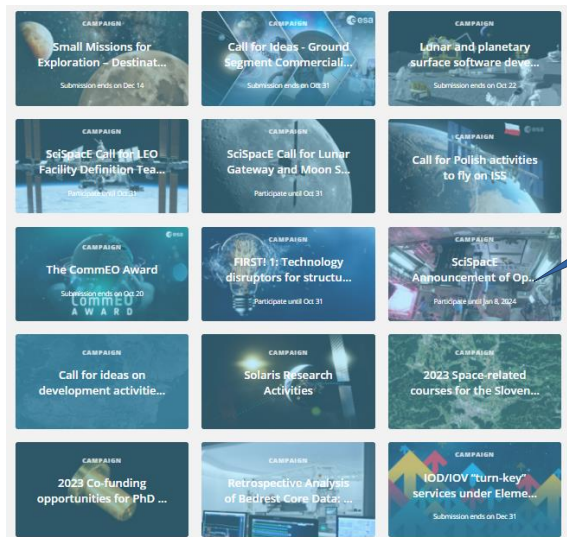 CAMPAIGN
Small Missions for
Exploration – Destinat...
Submission ends on Dec 14
esa
CAMPAIGN
Call for Ideas - Ground
Segment Commerciali...
Submission ends on Oct 31
CAMPAIGN
Lunar and planetary
surface software deve...
Submission ends on Oct 22
CAMPAIGN
SciSpacE Call for LEO
Facility Definition Tea...
Participate until Oct 31
CAMPAIGN
SciSpacE Call for Lunar
Gateway and Moon S...
Participate until Oct 31
esa
CAMPAIGN
Call for Polish activities
to fly on ISS
esa
CAMPAIGN
The CommEO Award
Submission ends on Oct 20
CommEO
AWARD
CAMPAIGN
FIRST! 1: Technology
disruptors for structu...
Participate until Oct 31
CAMPAIGN
SciSpacE
Announcement of Op...
Participate until Jan 8, 2024
CAMPAIGN
Call for ideas on
development activitie...
CAMPAIGN
Solaris Research
Activities
CAMPAIGN
2023 Space-related
courses for the Sloven...
CAMPAIGN
2023 Co-funding
opportunities for PhD ...
CAMPAIGN
Retrospective Analysis
of Bedrest Core Data: ...
CAMPAIGN
IOD/IOV "turn-key"
services under Eleme...
Submission ends on Dec 31